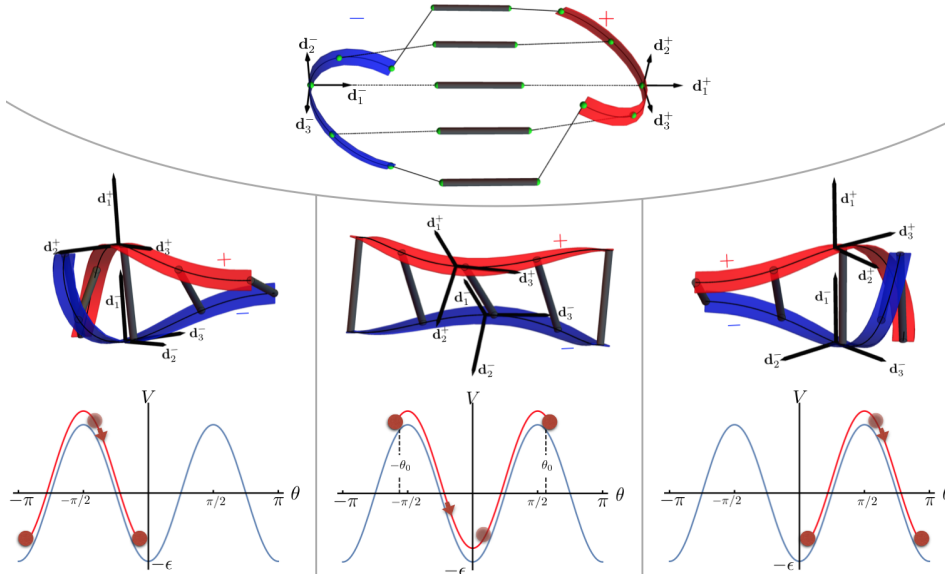 − +
d₂⁻ d₂⁺
d₁⁻ d₁⁺
d₃⁻ d₃⁺
d₁⁺
d₂⁺ d₃⁺
+
d₁⁻
−
d₃⁻
d₂⁻
d₁⁺
+
d₃⁺
d₁⁻
d₃⁻
d₂⁺
−
d₂⁻
d₁⁺
d₃⁺
+
d₂⁺
d₁⁻
−
d₂⁻
d₃⁻
V
−π −π/2 π/2 π θ
−ϵ
V
−θ₀ θ₀
−π −π/2 π/2 π θ
−ϵ
V
−π −π/2 π/2 π θ
−ϵ